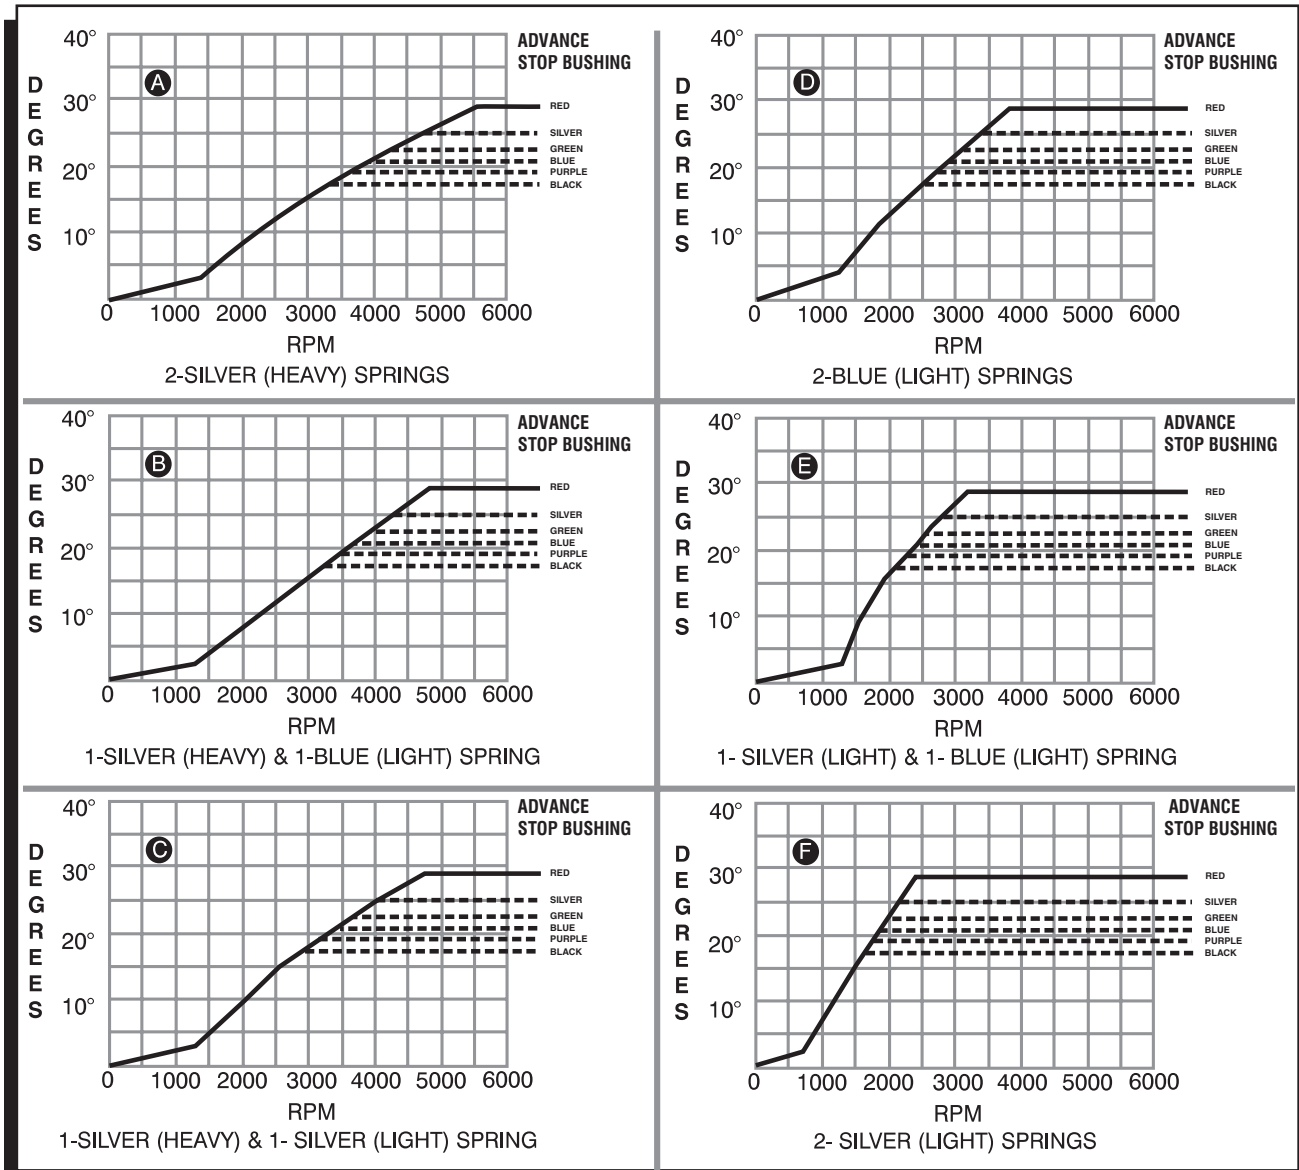 40°
30°
20°
10°
DEGREES
A
ADVANCE
STOP BUSHING
RED
SILVER
GREEN
BLUE
PURPLE
BLACK
0 1000 2000 3000 4000 5000 6000
RPM
2-SILVER (HEAVY) SPRINGS
40°
30°
20°
10°
DEGREES
D
ADVANCE
STOP BUSHING
RED
SILVER
GREEN
BLUE
PURPLE
BLACK
0 1000 2000 3000 4000 5000 6000
RPM
2-BLUE (LIGHT) SPRINGS
40°
30°
20°
10°
DEGREES
B
ADVANCE
STOP BUSHING
RED
SILVER
GREEN
BLUE
PURPLE
BLACK
0 1000 2000 3000 4000 5000 6000
RPM
1-SILVER (HEAVY) & 1-BLUE (LIGHT) SPRING
40°
30°
20°
10°
DEGREES
E
ADVANCE
STOP BUSHING
RED
SILVER
GREEN
BLUE
PURPLE
BLACK
0 1000 2000 3000 4000 5000 6000
RPM
1- SILVER (LIGHT) & 1- BLUE (LIGHT) SPRING
40°
30°
20°
10°
DEGREES
C
ADVANCE
STOP BUSHING
RED
SILVER
GREEN
BLUE
PURPLE
BLACK
0 1000 2000 3000 4000 5000 6000
RPM
1-SILVER (HEAVY) & 1- SILVER (LIGHT) SPRING
40°
30°
20°
10°
DEGREES
F
ADVANCE
STOP BUSHING
RED
SILVER
GREEN
BLUE
PURPLE
BLACK
0 1000 2000 3000 4000 5000 6000
RPM
2- SILVER (LIGHT) SPRINGS